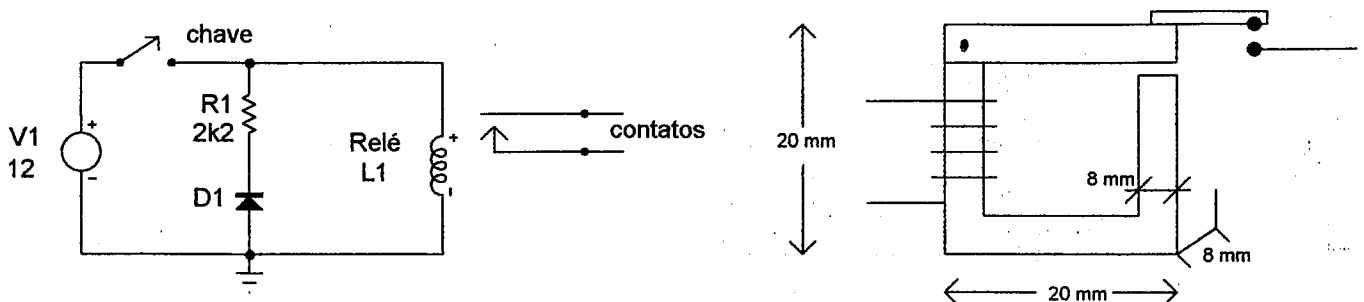 chave
R1
2k2
V1
12
+
-
D1
Relé
L1
+
-
contatos
20 mm
8 mm
8 mm
20 mm